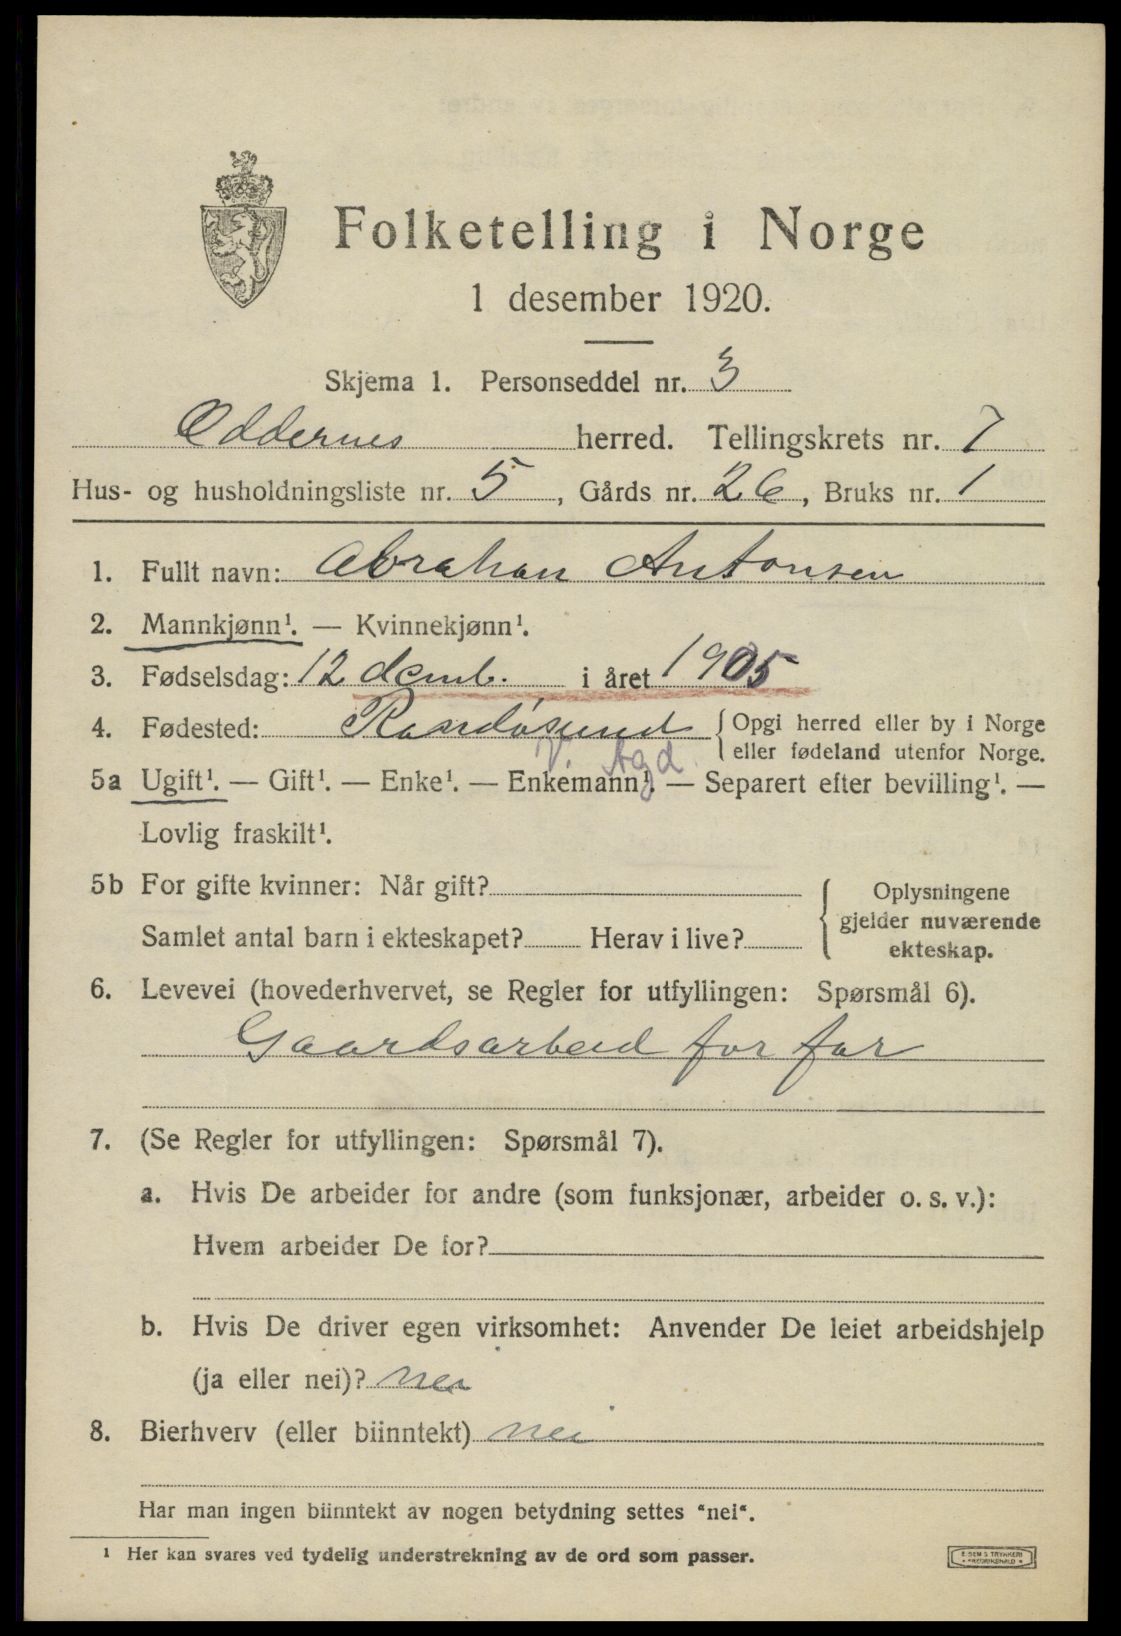 Folketelling i Norge
1 desember 1920.
Skjema 1. Personseddel nr. 3
Oddernes herred. Tellingskrets nr. 7
Hus- og husholdningsliste nr. 5, Gårds nr. 26, Bruks nr. 1
1. Fullt navn: Abraham Antonsen
2. Mannkjønn¹. — Kvinnekjønn¹.
3. Fødselsdag: 12 desmb. i året 1905
4. Fødested: Randøsund { Opgi herred eller by i Norge
eller fødeland utenfor Norge.
V. Agd.
5a Ugift¹. — Gift¹. — Enke¹. — Enkemann¹. — Separert efter bevilling¹. —
Lovlig fraskilt¹.
5b For gifte kvinner: Når gift?
Samlet antal barn i ekteskapet? Herav i live?
{ Oplysningene
gjelder nuværende
ekteskap.
6. Levevei (hovederhvervet, se Regler for utfyllingen: Spørsmål 6).
Gaardsarbeid for far
7. (Se Regler for utfyllingen: Spørsmål 7).
a. Hvis De arbeider for andre (som funksjonær, arbeider o. s. v.):
Hvem arbeider De for?
b. Hvis De driver egen virksomhet: Anvender De leiet arbeidshjelp
(ja eller nei)? nei
8. Bierhverv (eller biinntekt) nei
Har man ingen biinntekt av nogen betydning settes "nei".
¹ Her kan svares ved tydelig understrekning av de ord som passer.
E. SEM'S TRYKKERI
FREDRIKSHALD